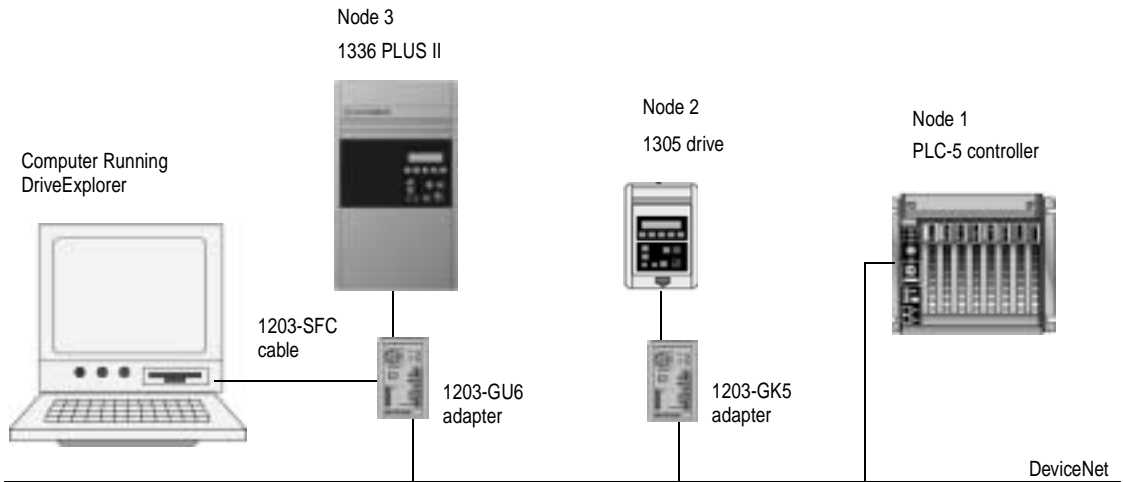 Node 3
1336 PLUS II
Node 2
1305 drive
Node 1
PLC-5 controller
Computer Running
DriveExplorer
1203-SFC
cable
1203-GU6
adapter
1203-GK5
adapter
DeviceNet